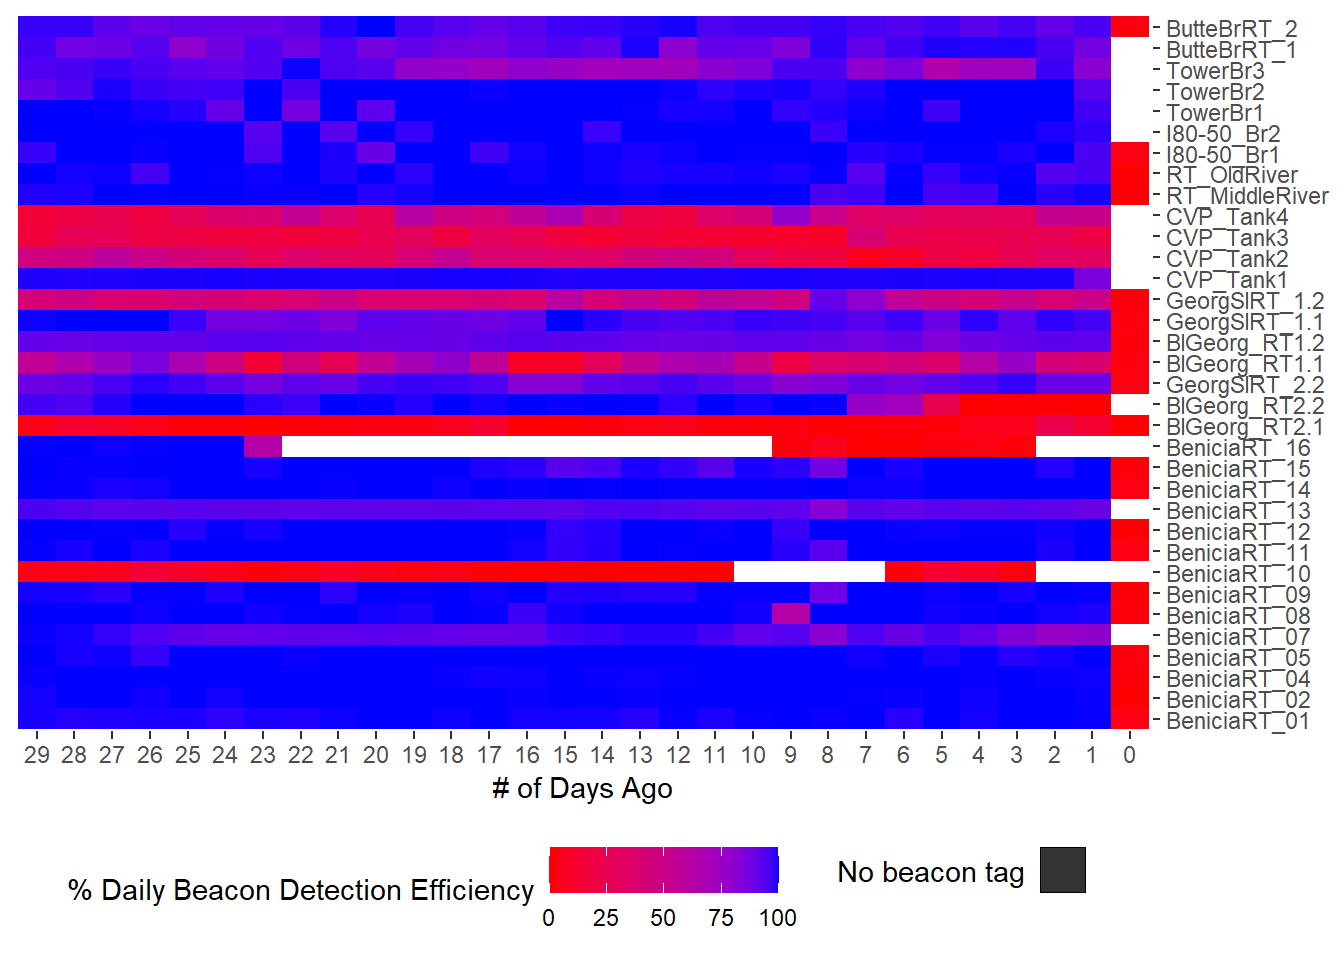 ButteBrRT_2
ButteBrRT_1
TowerBr3
TowerBr2
TowerBr1
I80-50_Br2
I80-50_Br1
RT_OldRiver
RT_MiddleRiver
CVP_Tank4
CVP_Tank3
CVP_Tank2
CVP_Tank1
GeorgSlRT_1.2
GeorgSlRT_1.1
BlGeorg_RT1.2
BlGeorg_RT1.1
GeorgSlRT_2.2
BlGeorg_RT2.2
BlGeorg_RT2.1
BeniciaRT_16
BeniciaRT_15
BeniciaRT_14
BeniciaRT_13
BeniciaRT_12
BeniciaRT_11
BeniciaRT_10
BeniciaRT_09
BeniciaRT_08
BeniciaRT_07
BeniciaRT_05
BeniciaRT_04
BeniciaRT_02
BeniciaRT_01
29 28 27 26 25 24 23 22 21 20 19 18 17 16 15 14 13 12 11 10 9 8 7 6 5 4 3 2 1 0
# of Days Ago
% Daily Beacon Detection Efficiency
0 25 50 75 100
No beacon tag